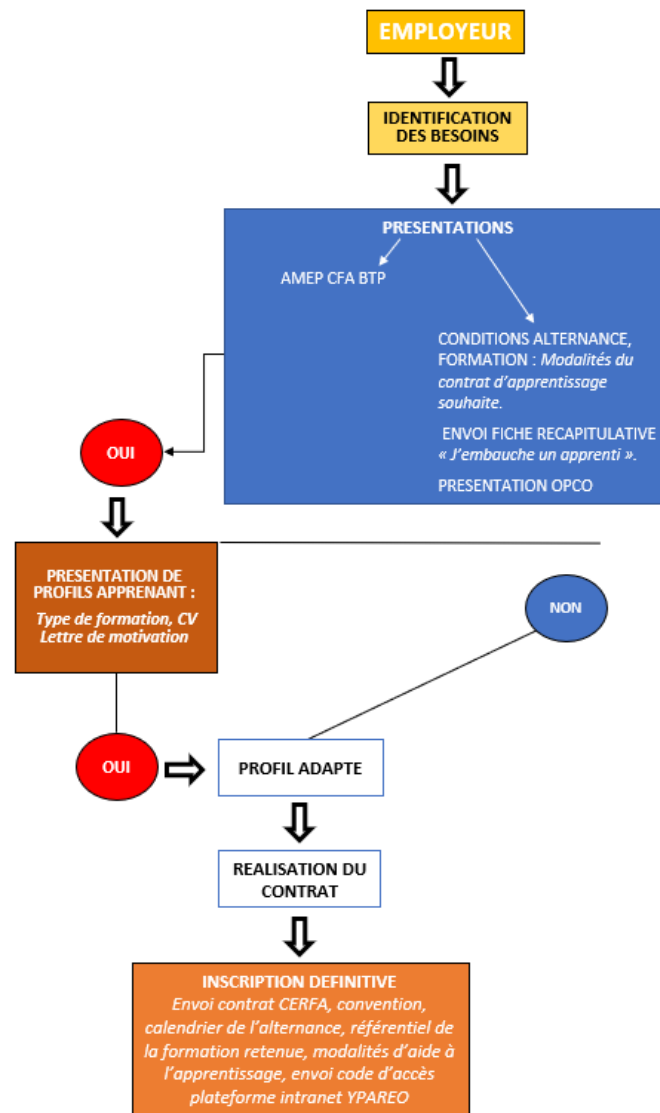 EMPLOYEUR
IDENTIFICATION
DES BESOINS
PRESENTATIONS
AMEP CFA BTP
CONDITIONS ALTERNANCE,
FORMATION : Modalités du
contrat d'apprentissage
souhaite.
ENVOI FICHE RECAPITULATIVE
« J'embauche un apprenti ».
PRESENTATION OPCO
OUI
PRESENTATION DE
PROFILS APPRENANT :
Type de formation, CV
Lettre de motivation
NON
OUI
PROFIL ADAPTE
REALISATION DU
CONTRAT
INSCRIPTION DEFINITIVE
Envoi contrat CERFA, convention,
calendrier de l'alternance, référentiel de
la formation retenue, modalités d'aide à
l'apprentissage, envoi code d'accès
plateforme intranet YPAREO